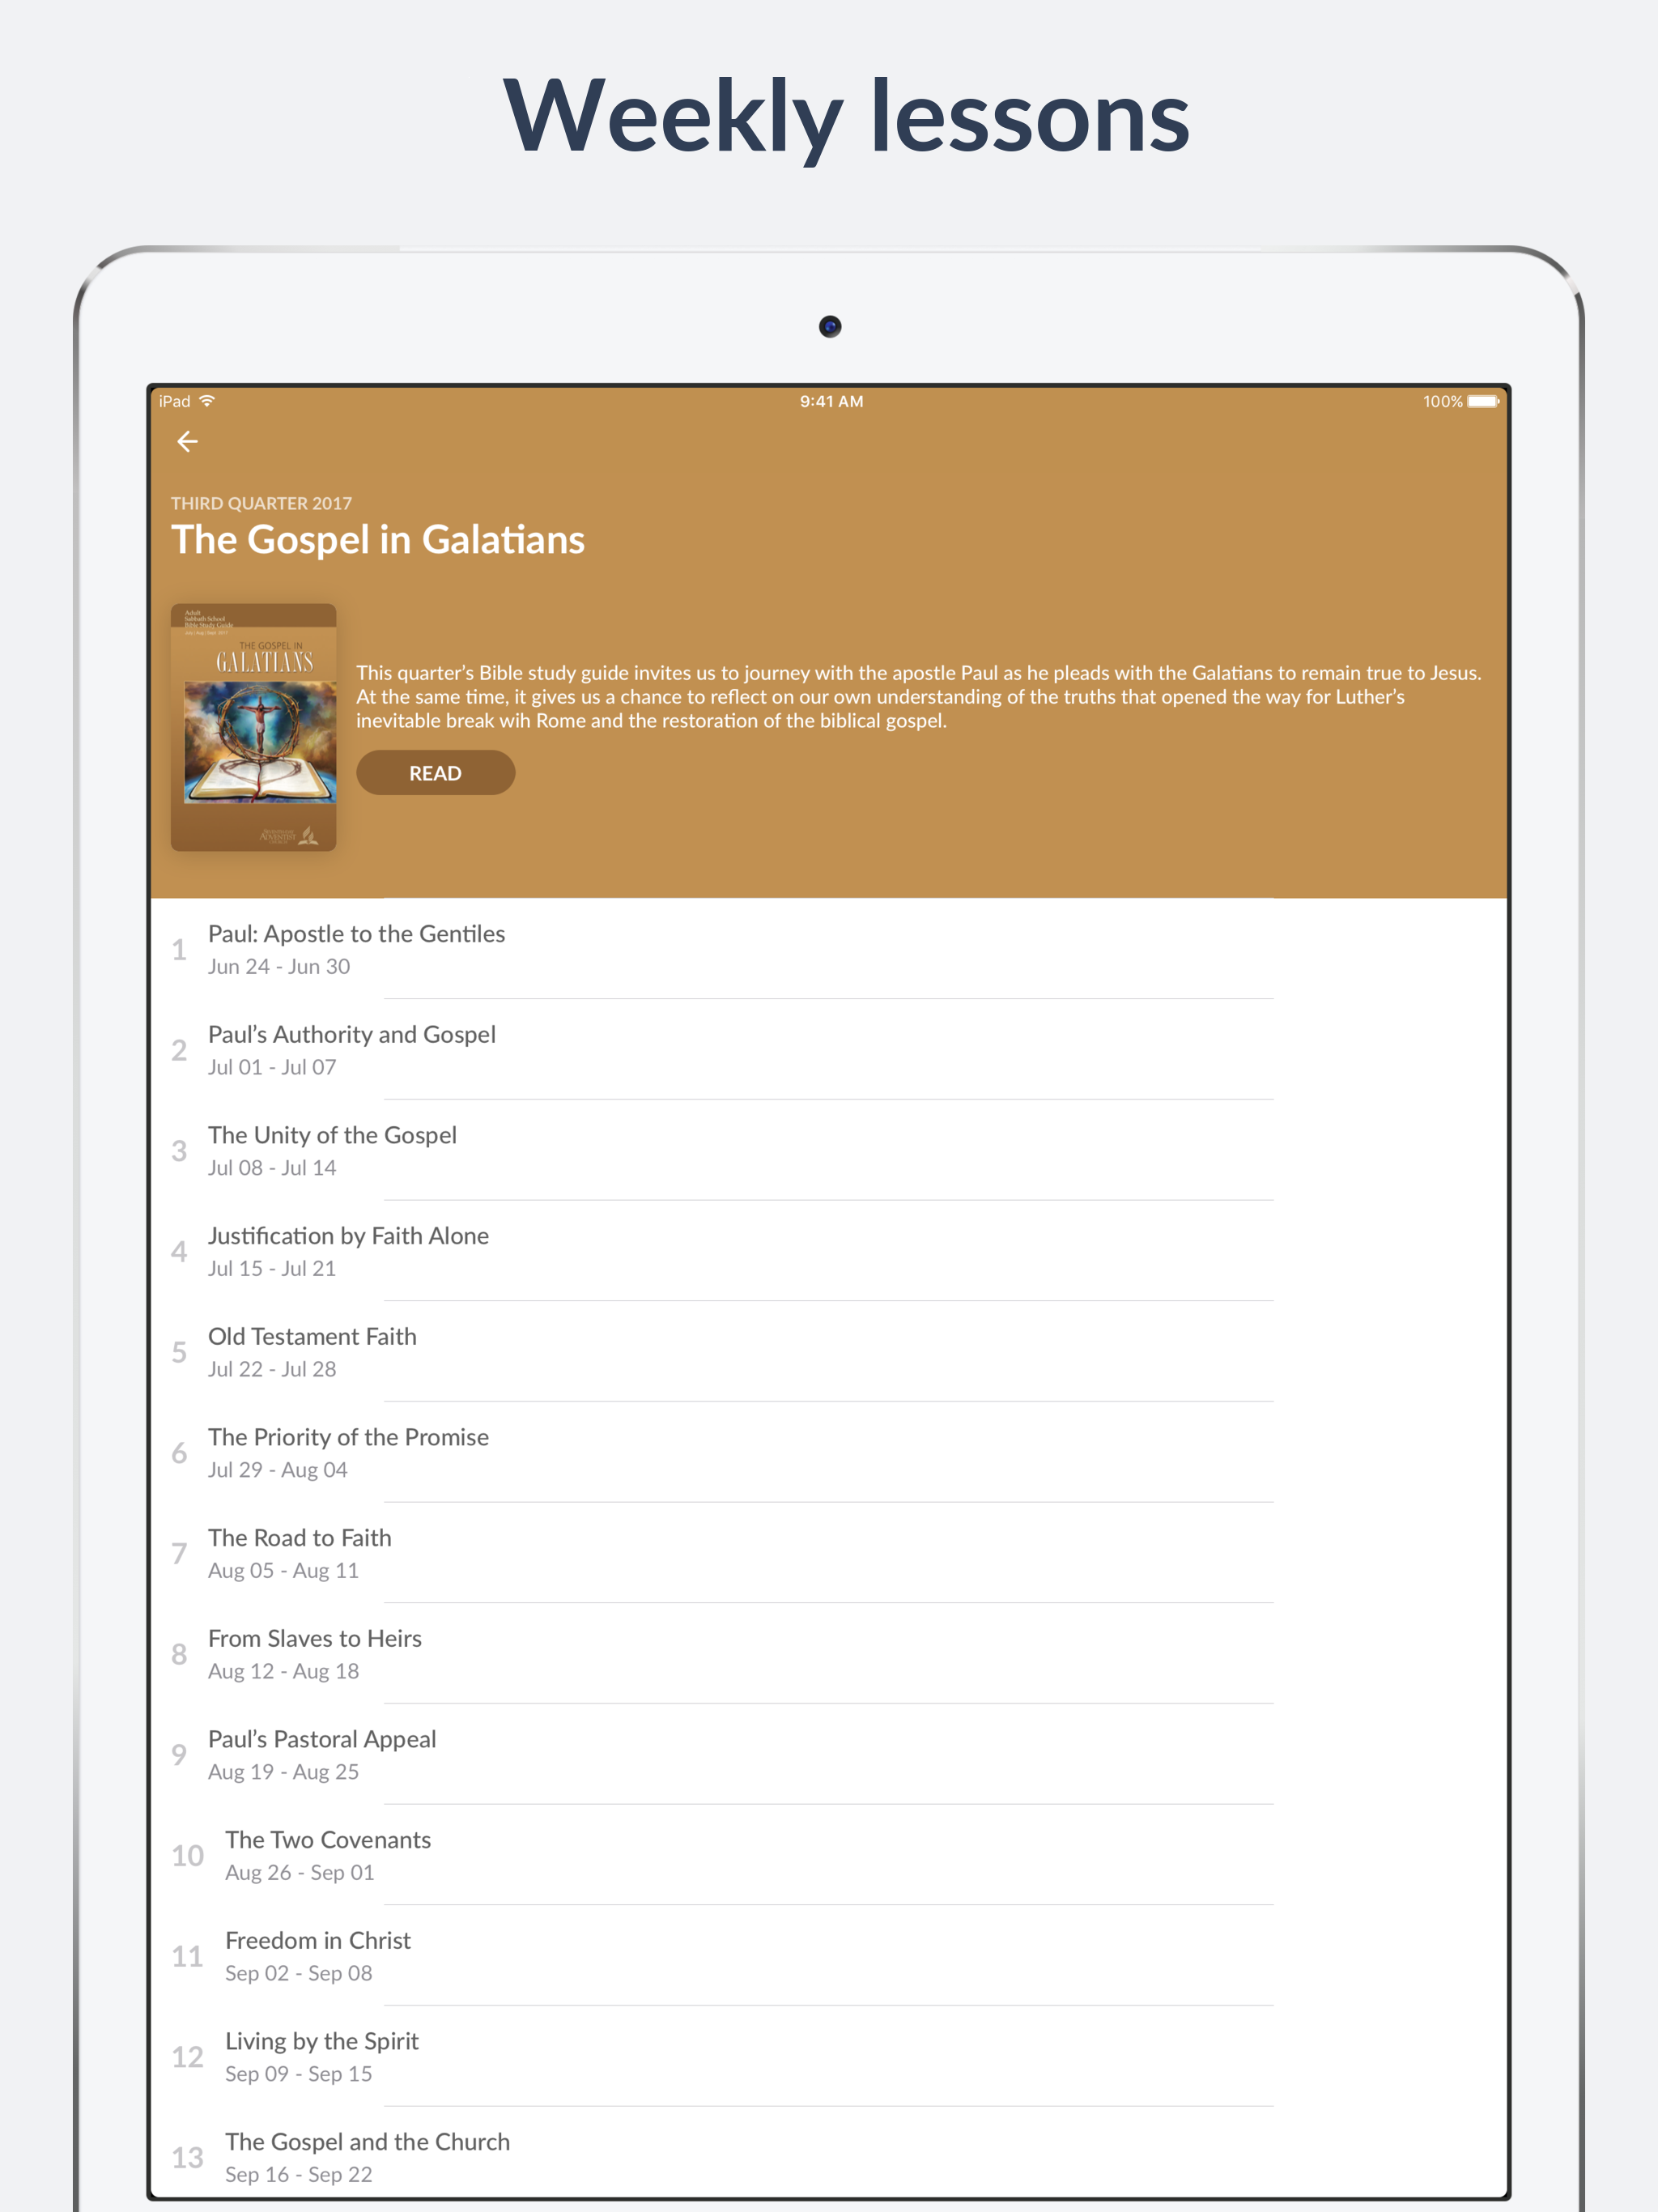 Weekly lessons
iPad
9:41 AM
100%
THIRD QUARTER 2017
The Gospel in Galatians
Adult
Sabbath School
Bible Study Guide
July | Aug | Sept 2017
THE GOSPEL IN
GALATIANS
ADVENTIST
CHURCH
This quarter’s Bible study guide invites us to journey with the apostle Paul as he pleads with the Galatians to remain true to Jesus.
At the same time, it gives us a chance to reflect on our own understanding of the truths that opened the way for Luther’s
inevitable break wih Rome and the restoration of the biblical gospel.
READ
1
Paul: Apostle to the Gentiles
Jun 24 - Jun 30
2
Paul’s Authority and Gospel
Jul 01 - Jul 07
3
The Unity of the Gospel
Jul 08 - Jul 14
4
Justification by Faith Alone
Jul 15 - Jul 21
5
Old Testament Faith
Jul 22 - Jul 28
6
The Priority of the Promise
Jul 29 - Aug 04
7
The Road to Faith
Aug 05 - Aug 11
8
From Slaves to Heirs
Aug 12 - Aug 18
9
Paul’s Pastoral Appeal
Aug 19 - Aug 25
10
The Two Covenants
Aug 26 - Sep 01
11
Freedom in Christ
Sep 02 - Sep 08
12
Living by the Spirit
Sep 09 - Sep 15
13
The Gospel and the Church
Sep 16 - Sep 22